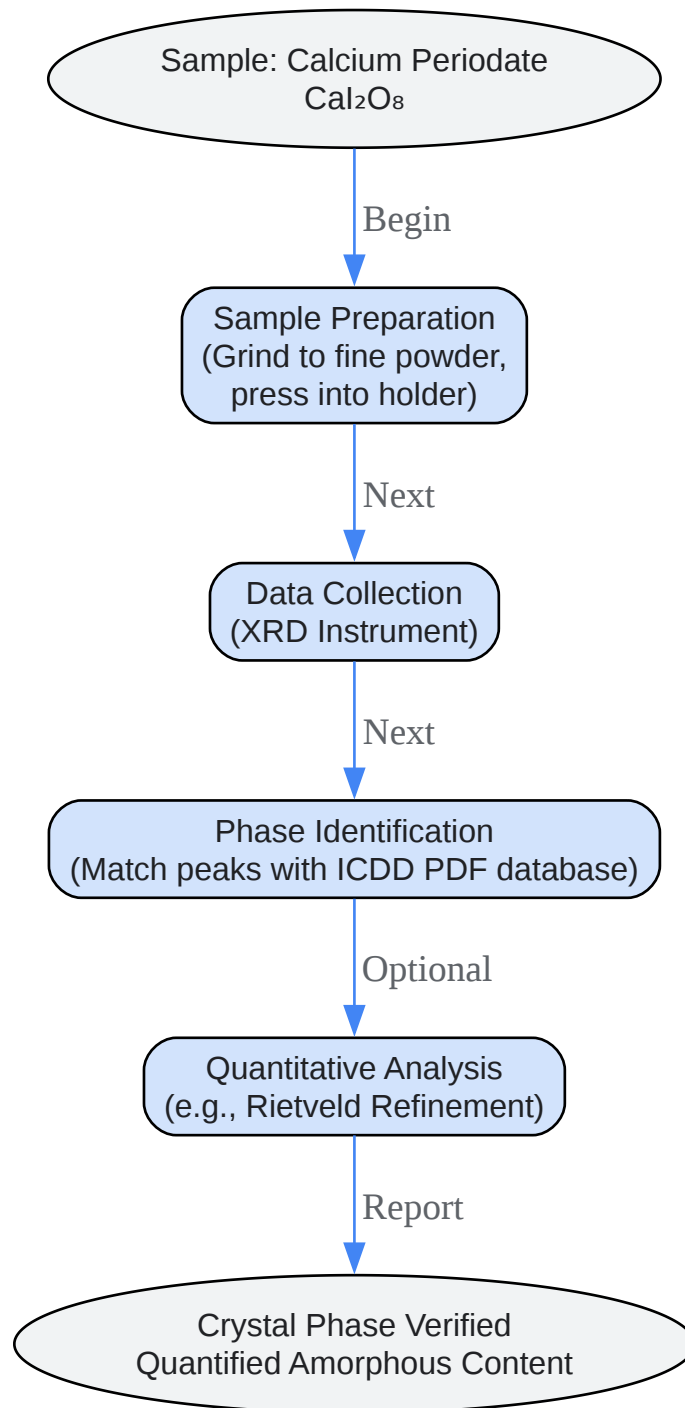 Sample: Calcium Periodate
CaI₂O₈
Begin
Sample Preparation
(Grind to fine powder,
press into holder)
Next
Data Collection
(XRD Instrument)
Next
Phase Identification
(Match peaks with ICDD PDF database)
Optional
Quantitative Analysis
(e.g., Rietveld Refinement)
Report
Crystal Phase Verified
Quantified Amorphous Content